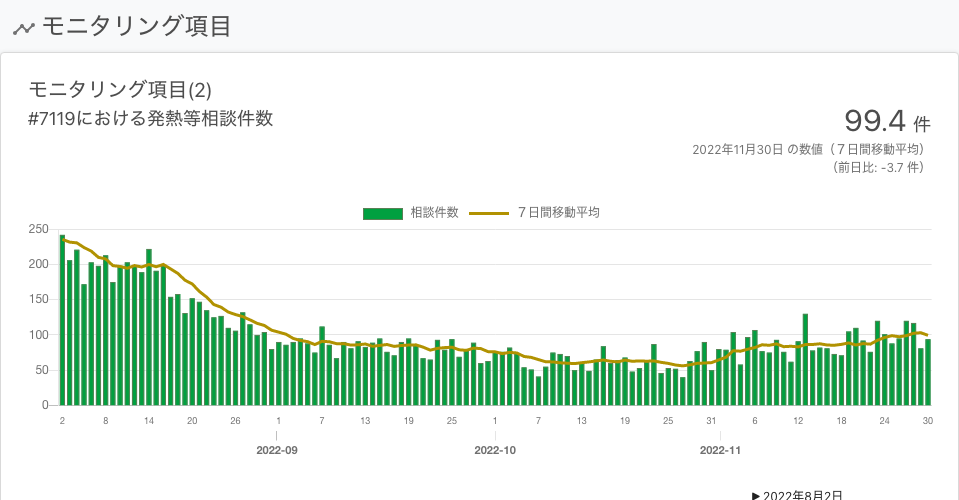 モニタリング項目
モニタリング項目(2)
#7119における発熱等相談件数
99.4 件
2022年11月30日 の数値（７日間移動平均）
（前日比: -3.7 件）
相談件数 ７日間移動平均
250
200
150
100
50
0
2 8 14 20 26 1 7 13 19 25 1 7 13 19 25 31 6 12 18 24 30
2022-09 2022-10 2022-11
▶ 2022年8月2日